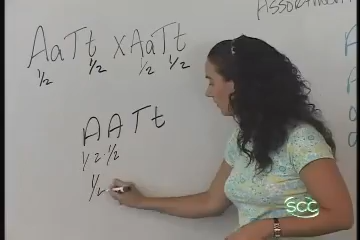 Assortment
AaTt x AaTt
1/2 1/2 1/2 1/2
AATt
1/2 · 1/2
1/2
SCC